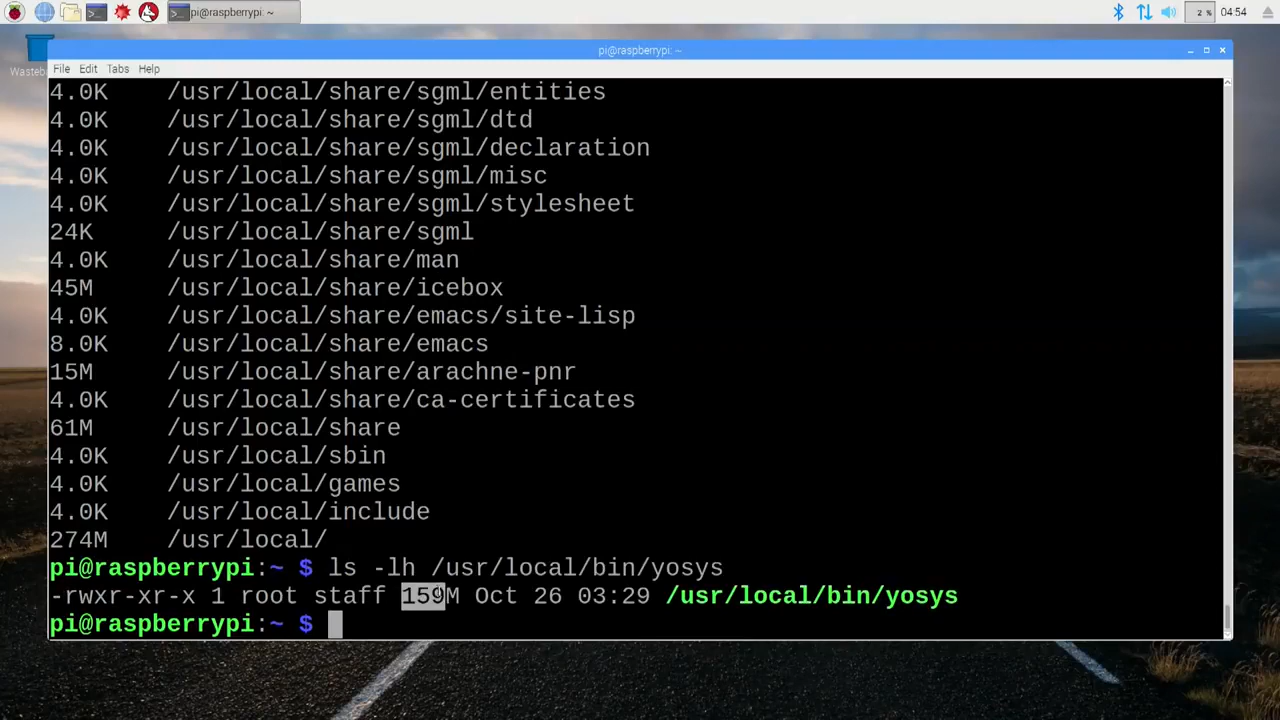 pi@raspberrypi: ~
2 %
04:54
pi@raspberrypi: ~
File Edit Tabs Help
4.0K /usr/local/share/sgml/entities
4.0K /usr/local/share/sgml/dtd
4.0K /usr/local/share/sgml/declaration
4.0K /usr/local/share/sgml/misc
4.0K /usr/local/share/sgml/stylesheet
24K /usr/local/share/sgml
4.0K /usr/local/share/man
45M /usr/local/share/icebox
4.0K /usr/local/share/emacs/site-lisp
8.0K /usr/local/share/emacs
15M /usr/local/share/arachne-pnr
4.0K /usr/local/share/ca-certificates
61M /usr/local/share
4.0K /usr/local/sbin
4.0K /usr/local/games
4.0K /usr/local/include
274M /usr/local/
pi@raspberrypi:~ $ ls -lh /usr/local/bin/yosys
-rwxr-xr-x 1 root staff 159M Oct 26 03:29 /usr/local/bin/yosys
pi@raspberrypi:~ $